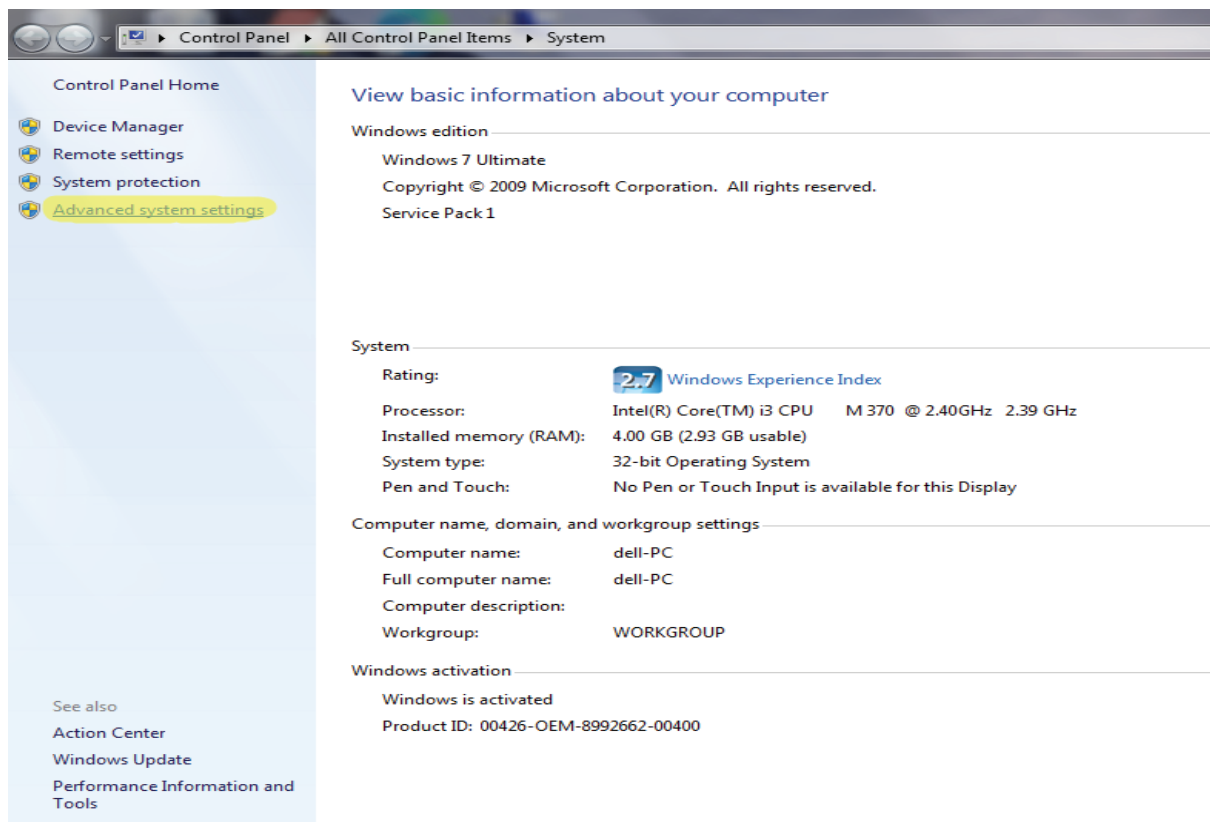 Control Panel ▸ All Control Panel Items ▸ System
Control Panel Home
Device Manager
Remote settings
System protection
Advanced system settings
See also
Action Center
Windows Update
Performance Information and
Tools
View basic information about your computer
Windows edition
Windows 7 Ultimate
Copyright © 2009 Microsoft Corporation. All rights reserved.
Service Pack 1
System
Rating: 2.7 Windows Experience Index
Processor: Intel(R) Core(TM) i3 CPU M 370 @ 2.40GHz 2.39 GHz
Installed memory (RAM): 4.00 GB (2.93 GB usable)
System type: 32-bit Operating System
Pen and Touch: No Pen or Touch Input is available for this Display
Computer name, domain, and workgroup settings
Computer name: dell-PC
Full computer name: dell-PC
Computer description:
Workgroup: WORKGROUP
Windows activation
Windows is activated
Product ID: 00426-OEM-8992662-00400